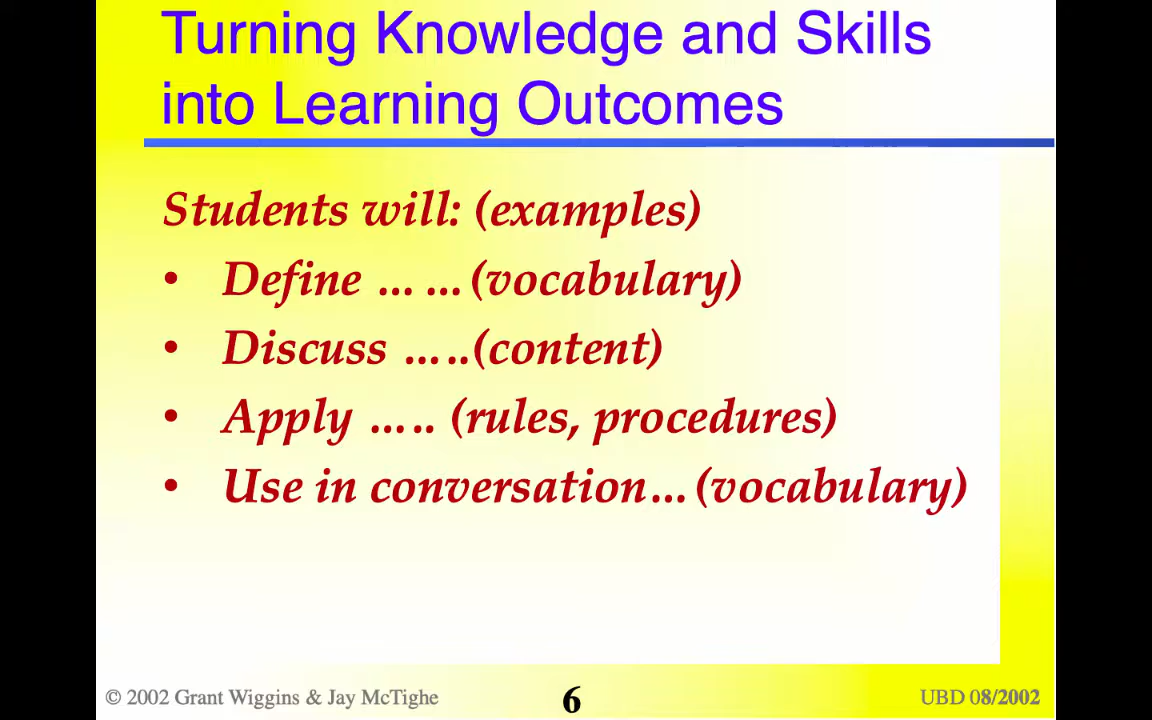 Turning Knowledge and Skills
into Learning Outcomes
Students will: (examples)
• Define ... ...(vocabulary)
• Discuss .....(content)
• Apply ..... (rules, procedures)
• Use in conversation...(vocabulary)
© 2002 Grant Wiggins & Jay McTighe
6
UBD 08/2002